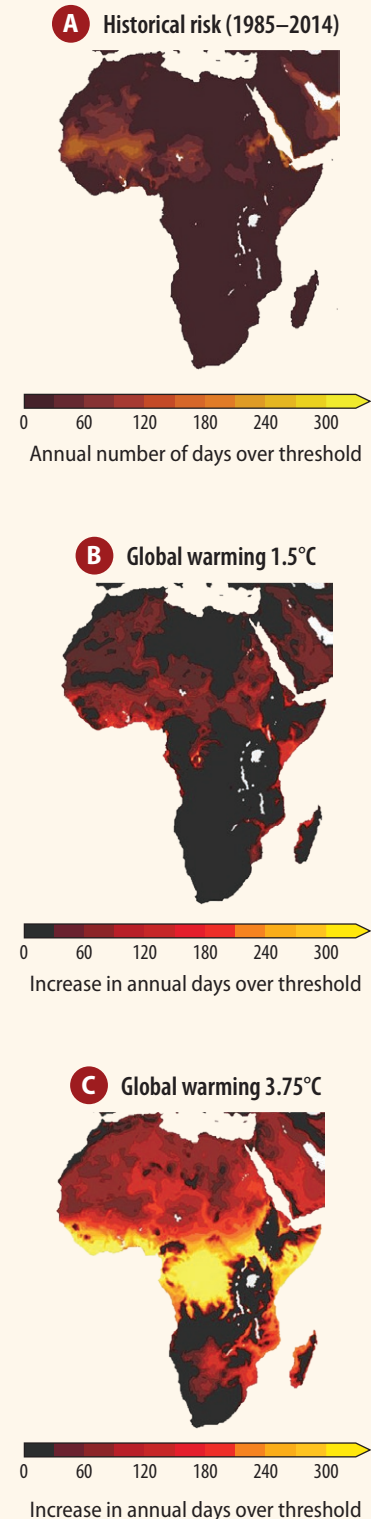 A Historical risk (1985–2014)
0 60 120 180 240 300
Annual number of days over threshold
B Global warming 1.5°C
0 60 120 180 240 300
Increase in annual days over threshold
C Global warming 3.75°C
0 60 120 180 240 300
Increase in annual days over threshold